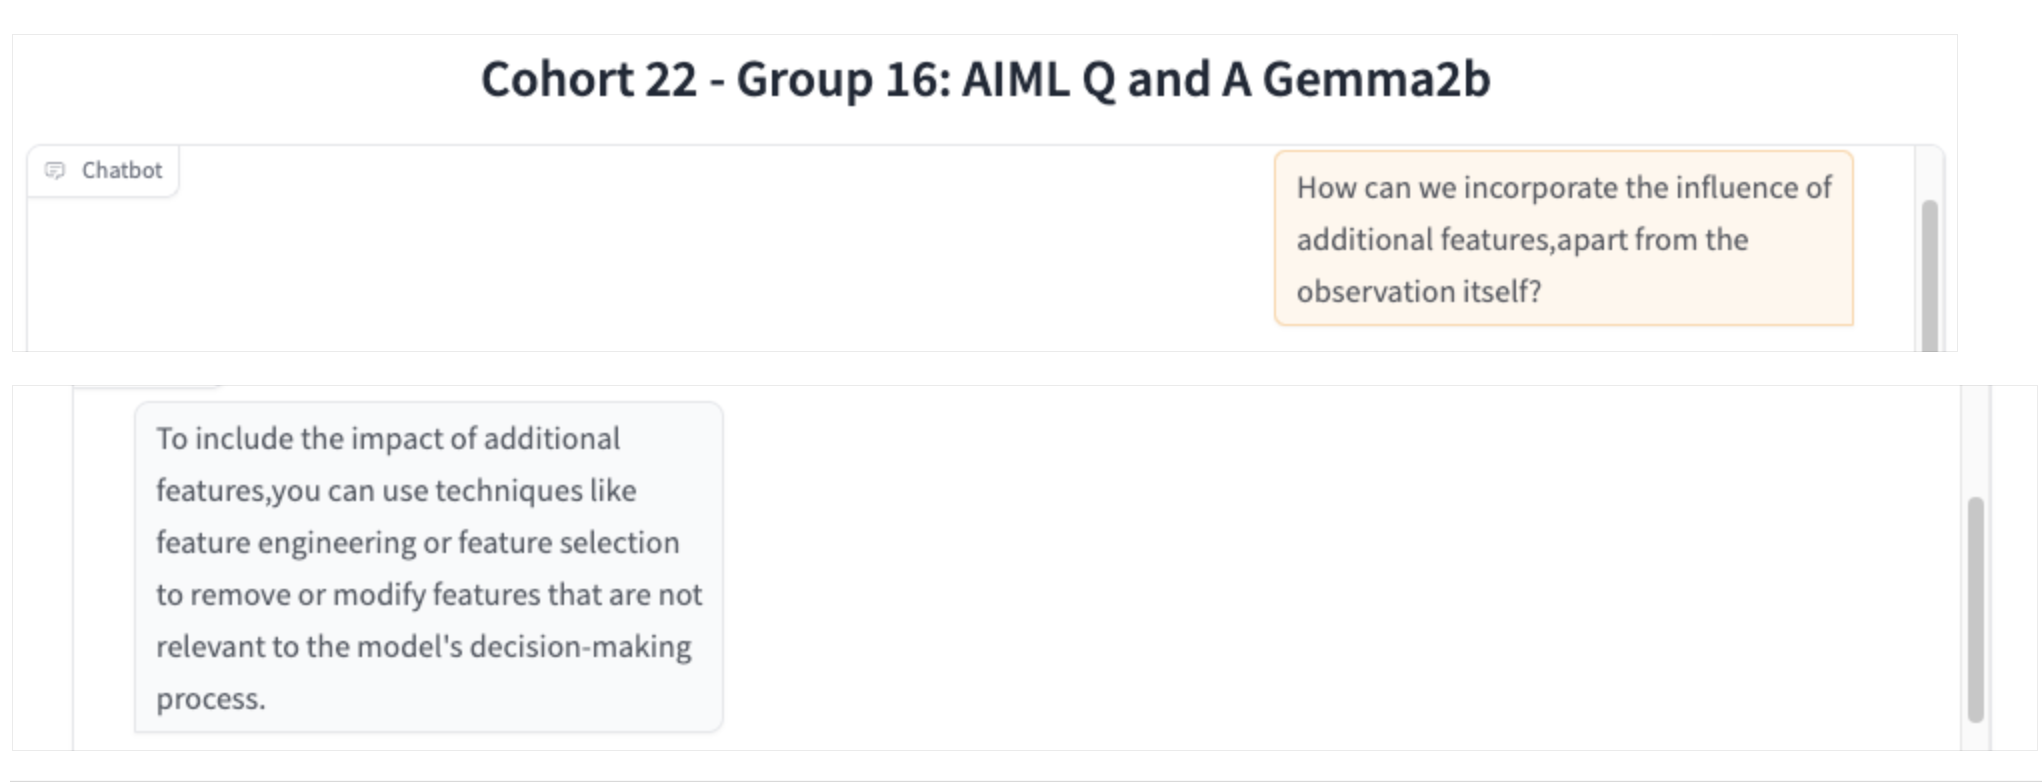 Cohort 22 - Group 16: AIML Q and A Gemma2b
Chatbot
How can we incorporate the influence of
additional features,apart from the
observation itself?
To include the impact of additional
features,you can use techniques like
feature engineering or feature selection
to remove or modify features that are not
relevant to the model's decision-making
process.